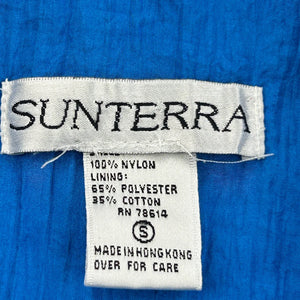 SUNTERRA
100% NYLON
LINING:
65% POLYESTER
35% COTTON
RN 78614
S
MADE IN HONG KONG
OVER FOR CARE